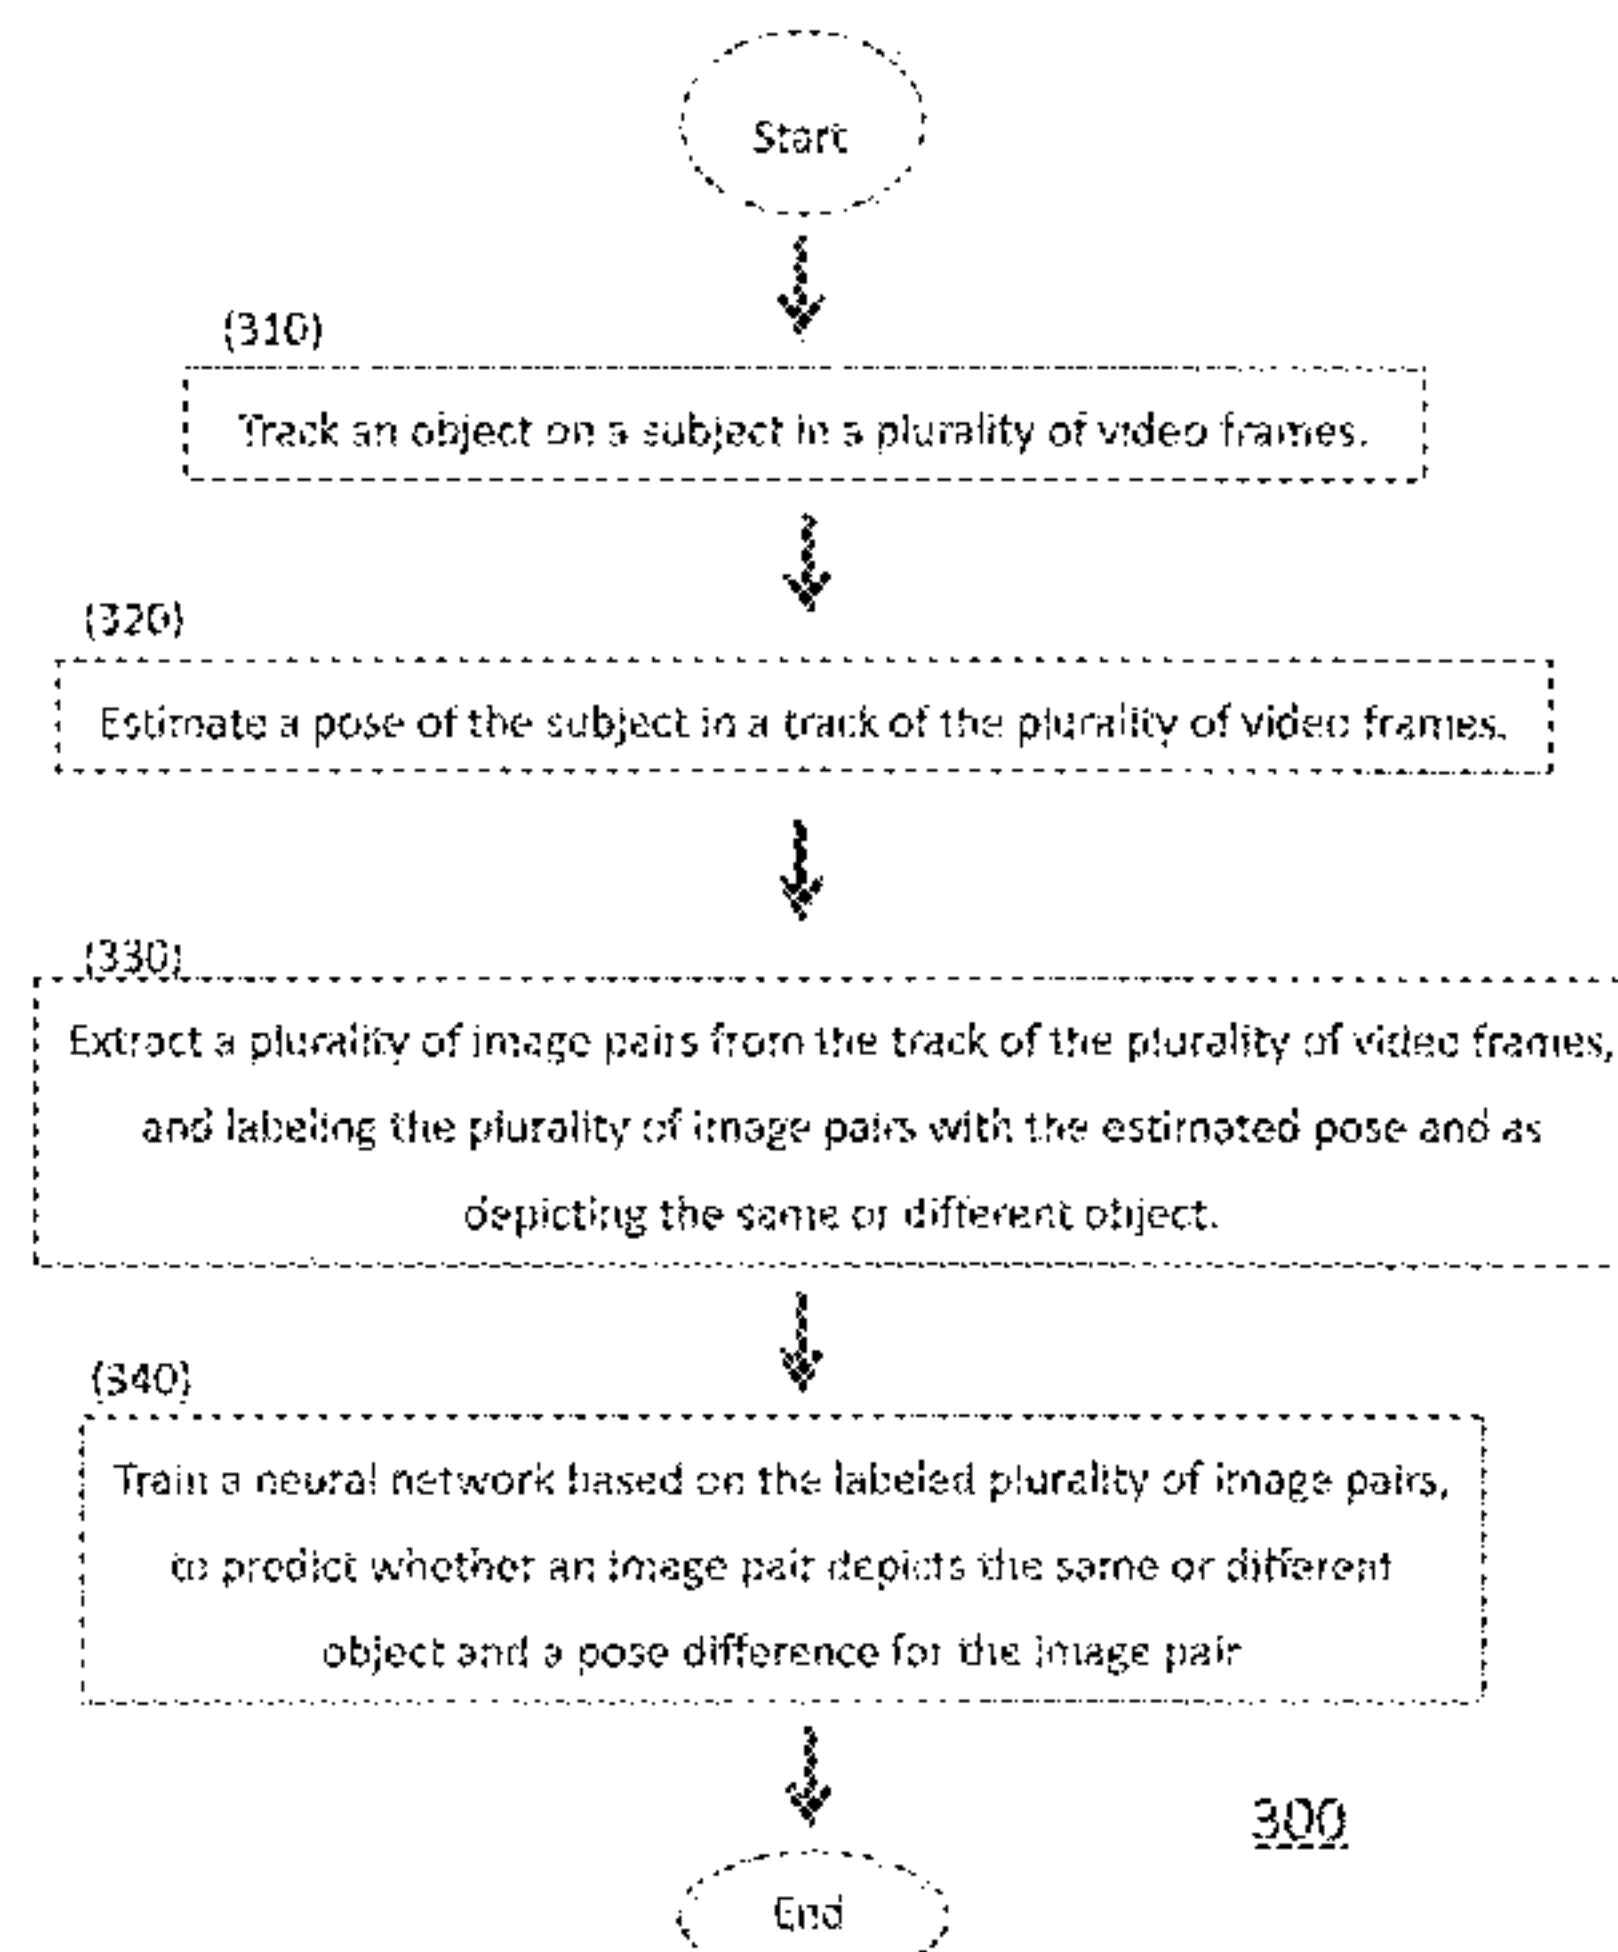 Start
(310)
Track an object on a subject in a plurality of video frames.
(320)
Estimate a pose of the subject in a track of the plurality of video frames.
(330)
Extract a plurality of image pairs from the track of the plurality of video frames,
and labeling the plurality of image pairs with the estimated pose and as
depicting the same or different object.
(340)
Train a neural network based on the labeled plurality of image pairs,
to predict whether an image pair depicts the same or different
object and a pose difference for the image pair
300
End